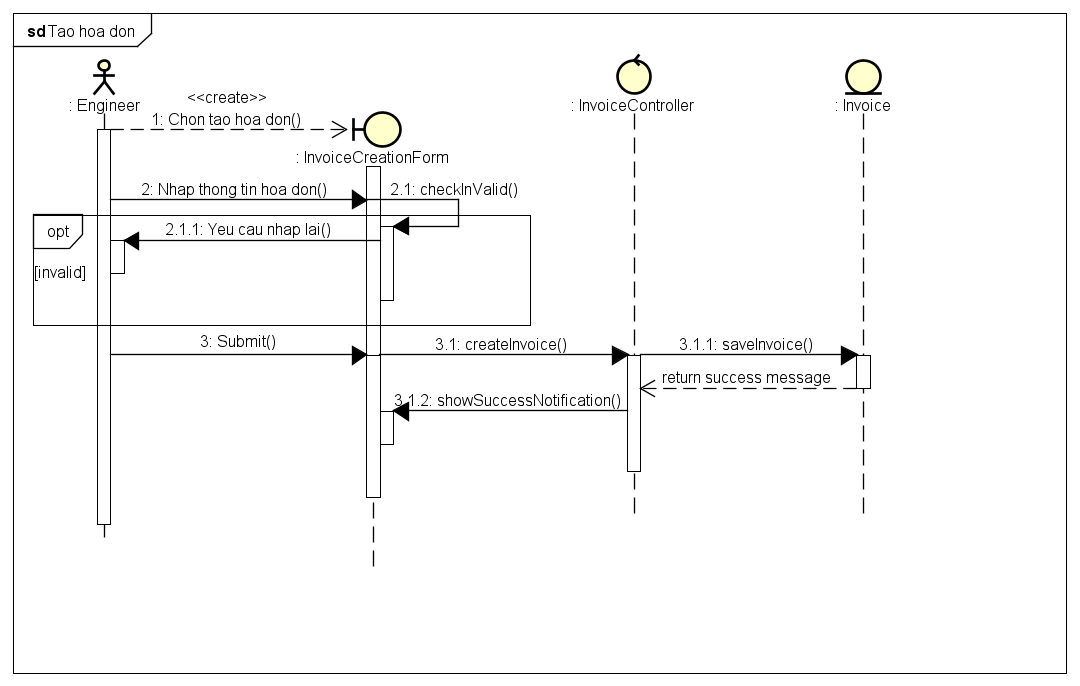 sd Tao hoa don
: Engineer
<<create>>
1: Chon tao hoa don()
: InvoiceCreationForm
: InvoiceController
: Invoice
2: Nhap thong tin hoa don()
2.1: checkInValid()
opt
2.1.1: Yeu cau nhap lai()
[invalid]
3: Submit()
3.1: createInvoice()
3.1.1: saveInvoice()
return success message
3.1.2: showSuccessNotification()